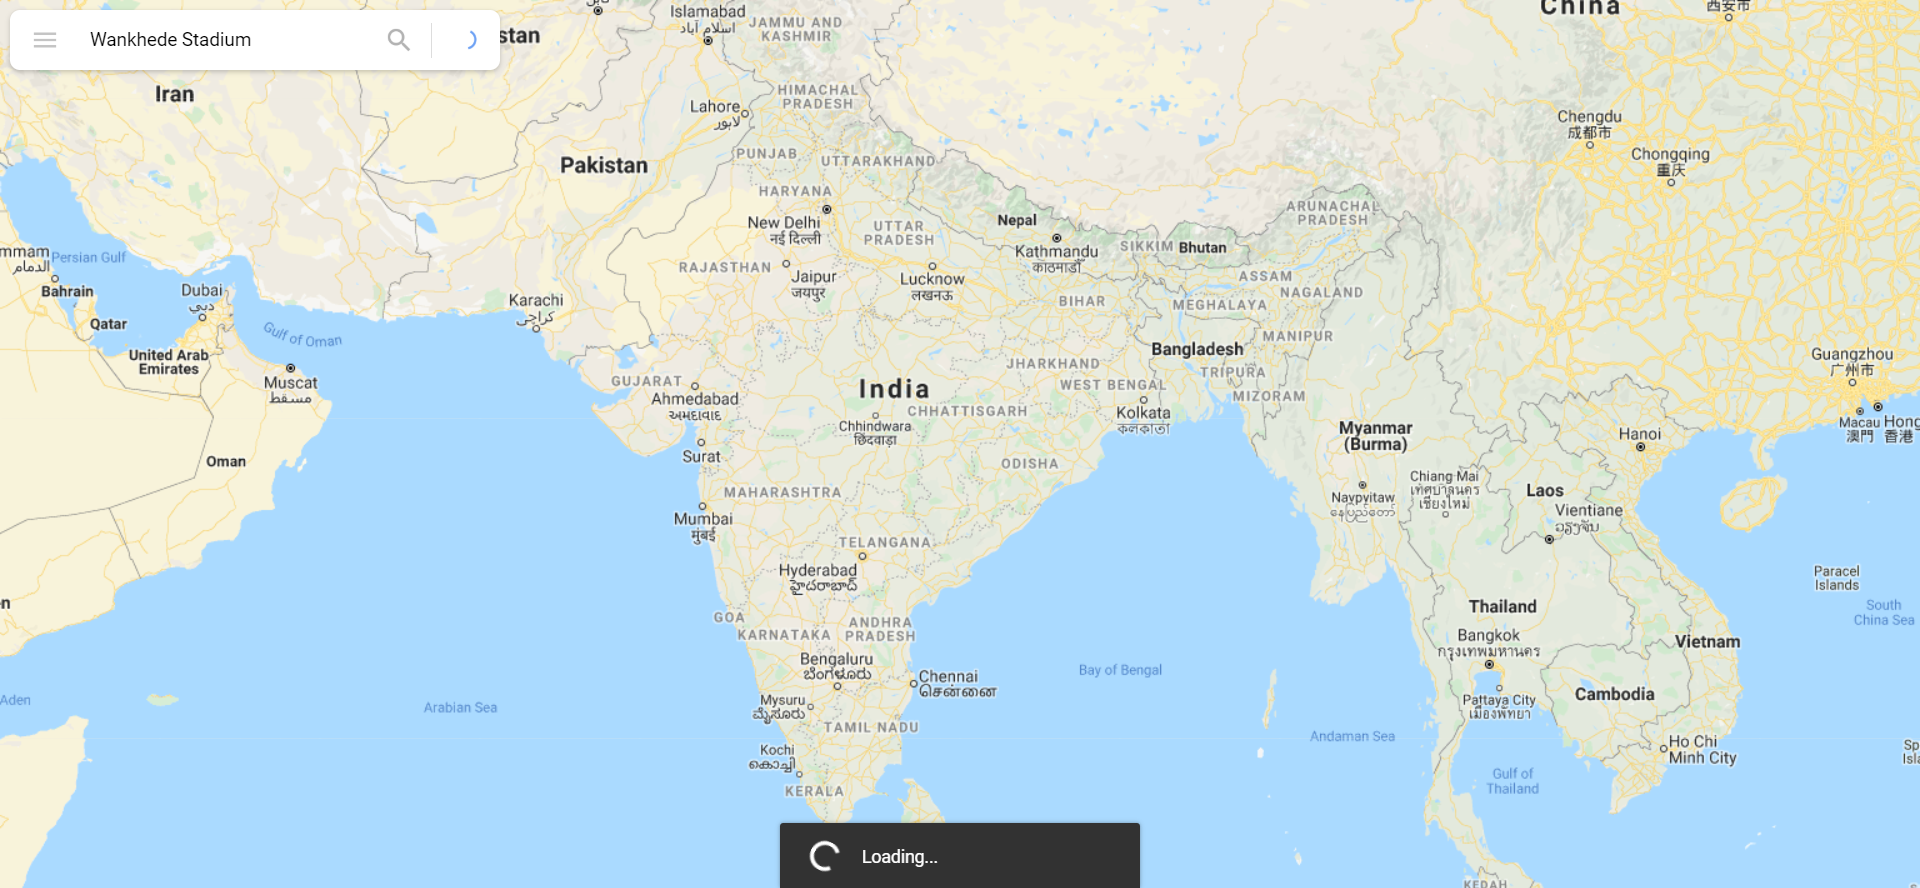 Wankhede Stadium
stan
Islamabad
اسلام آباد
JAMMU AND
KASHMIR
China
西安市
Iran
HIMACHAL
PRADESH
Lahore
لاہور
Chengdu
成都市
Chongqing
重庆
Pakistan
PUNJAB
UTTARAKHAND
HARYANA
New Delhi
नई दिल्ली
UTTAR
PRADESH
Nepal
Kathmandu
काठमाडौं
SIKKIM
Bhutan
ARUNACHAL
PRADESH
mmam
الدمام
Persian Gulf
Bahrain
Qatar
Dubai
دبي
United Arab
Emirates
Gulf of Oman
Muscat
مسقط
Karachi
کراچی
RAJASTHAN
Jaipur
जयपुर
Lucknow
लखनऊ
BIHAR
ASSAM
NAGALAND
MEGHALAYA
MANIPUR
Bangladesh
TRIPURA
MIZORAM
JHARKHAND
WEST BENGAL
Kolkata
কলকাতা
GUJARAT
Ahmedabad
અમદાવાદ
India
CHHATTISGARH
Chhindwara
छिंदवाड़ा
Surat
ODISHA
Guangzhou
广州市
Macau
澳門
Hong
香港
Myanmar
(Burma)
Hanoi
Oman
MAHARASHTRA
Mumbai
मुंबई
Naypyitaw
နေပြည်တော်
Chiang Mai
เทศบาลนคร
เชียงใหม่
Laos
Vientiane
ວຽງຈັນ
TELANGANA
Hyderabad
హైదరాబాద్
Paracel
Islands
South
China Sea
n
GOA
KARNATAKA
ANDHRA
PRADESH
Thailand
Bangkok
กรุงเทพมหานคร
Vietnam
Bengaluru
ಬೆಂಗಳೂರು
Chennai
சென்னை
Bay of Bengal
Pattaya City
เมืองพัทยา
Cambodia
Aden
Arabian Sea
Mysuru
ಮೈಸೂರು
TAMIL NADU
Andaman Sea
Ho Chi
Minh City
Kochi
കൊച്ചി
KERALA
Gulf of
Thailand
Sp
Isla
Loading...
KEDAH